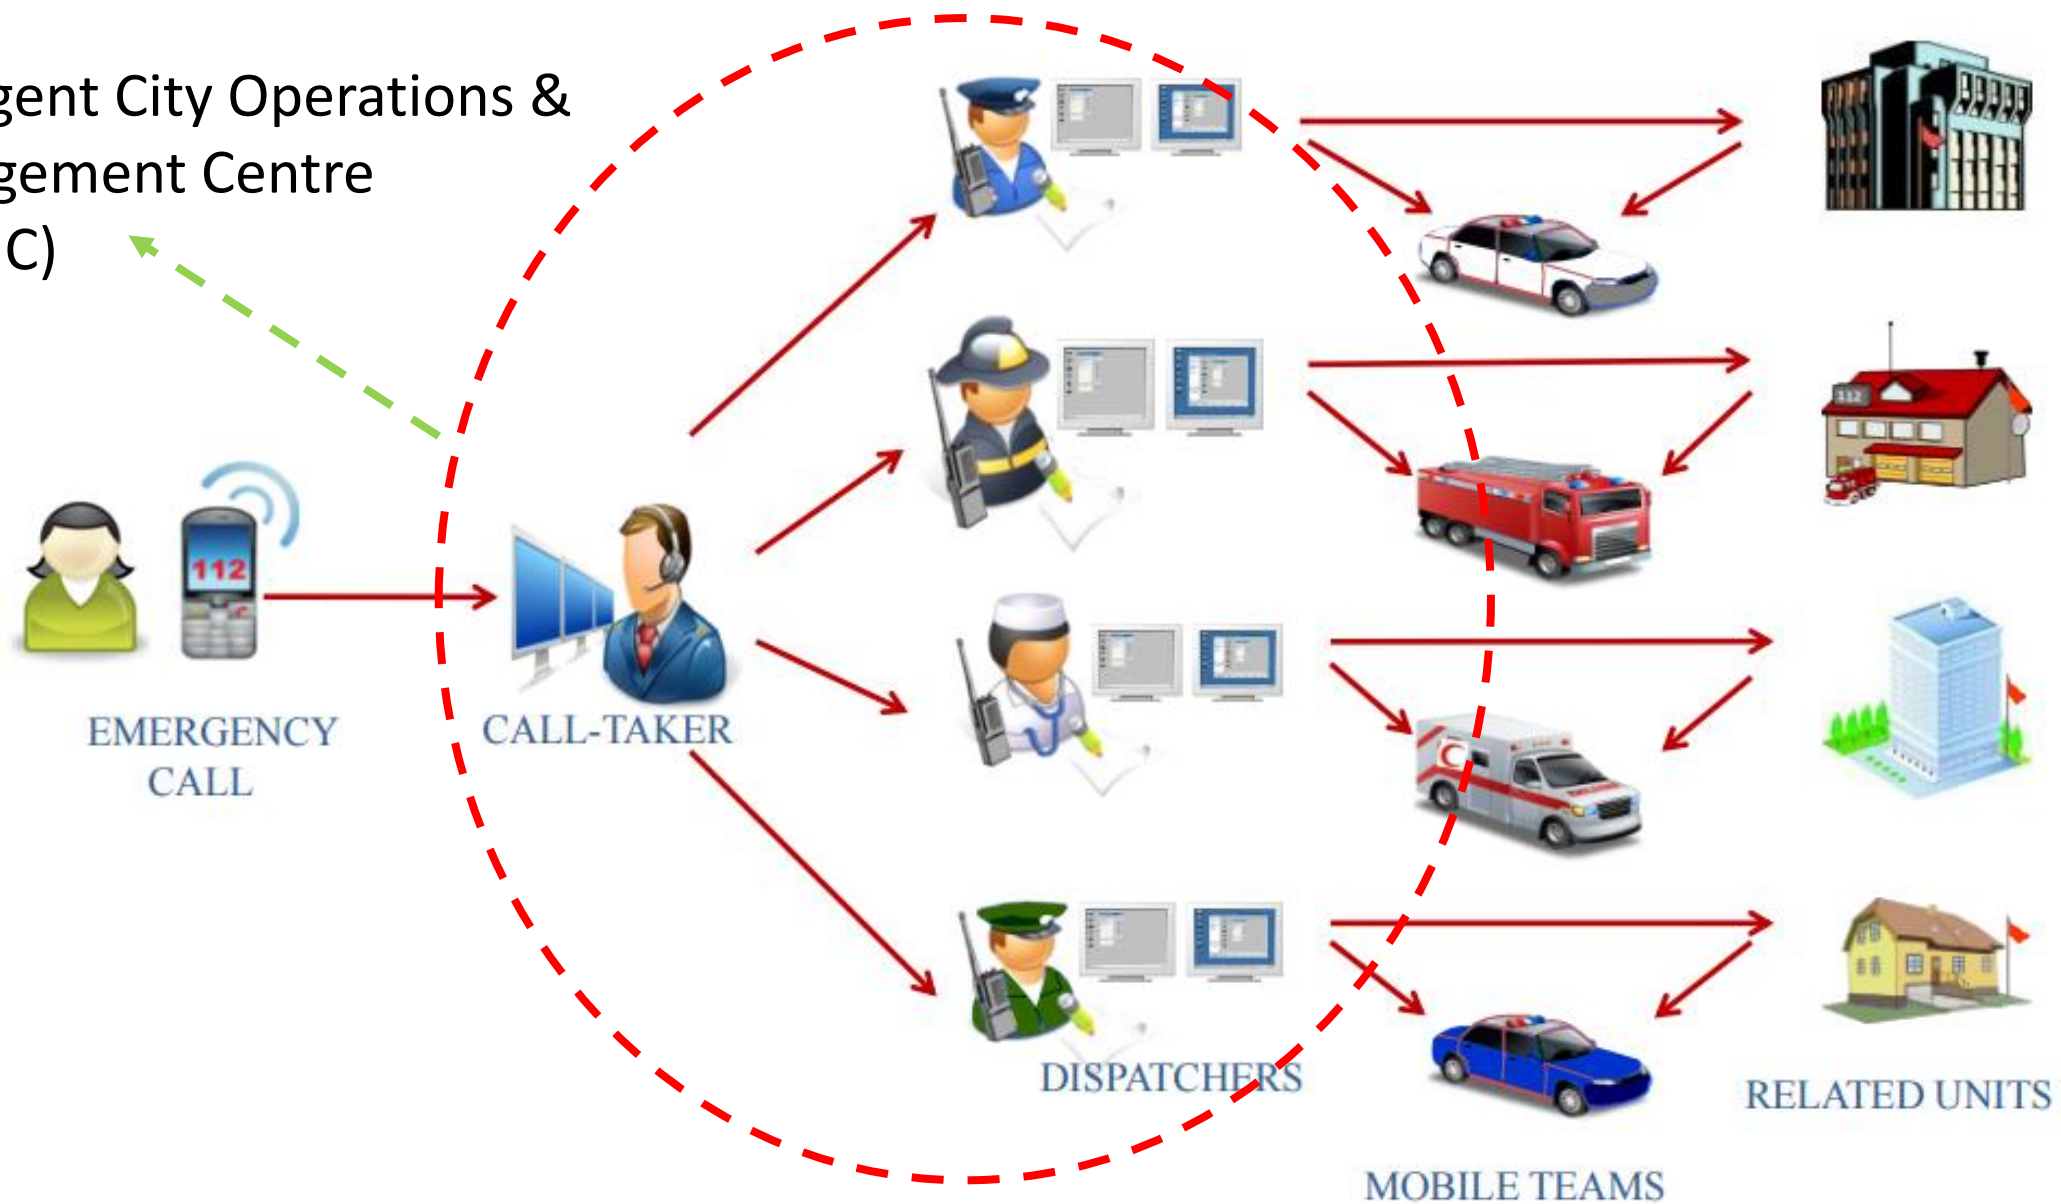 gent City Operations &
gement Centre
C)
112
112
EMERGENCY
CALL
CALL-TAKER
DISPATCHERS
RELATED UNITS
MOBILE TEAMS